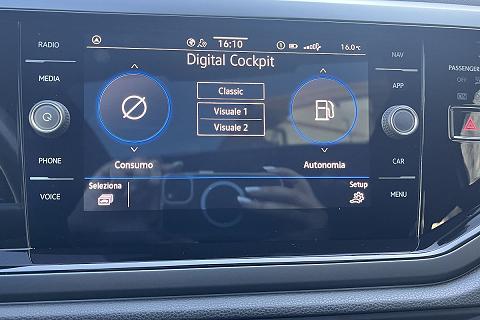 RADIO
MEDIA
PHONE
VOICE
16:10
16.0°C
Digital Cockpit
Classic
Visuale 1
Visuale 2
Consumo
Autonomia
Seleziona
Setup
NAV
APP
CAR
MENU
PASSENGER